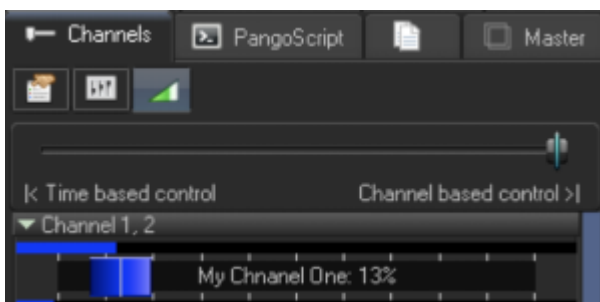 Channels PangoScript Master
|< Time based control Channel based control >|
Channel 1, 2
My Chnanel One: 13%